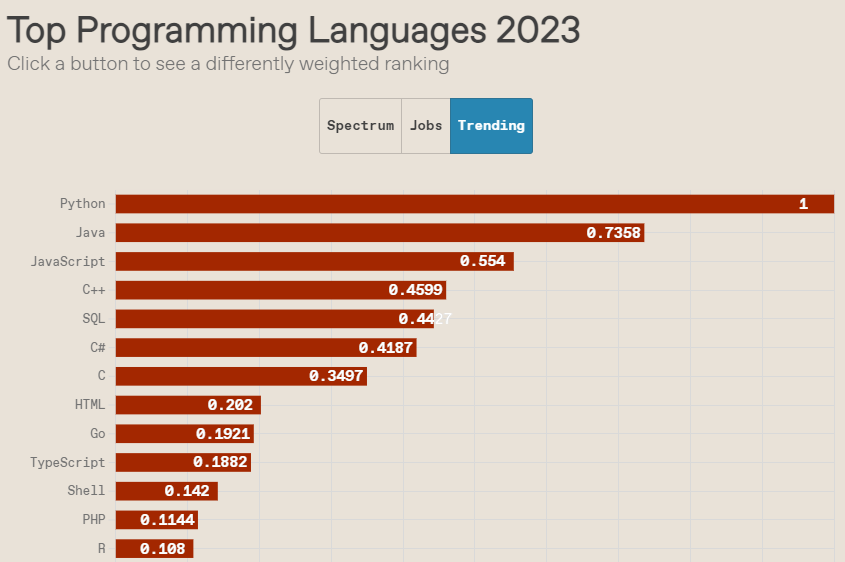 Top Programming Languages 2023
Click a button to see a differently weighted ranking
Spectrum Jobs Trending
Python 1
Java 0.7358
JavaScript 0.554
C++ 0.4599
SQL 0.4427
C# 0.4187
C 0.3497
HTML 0.202
Go 0.1921
TypeScript 0.1882
Shell 0.142
PHP 0.1144
R 0.108